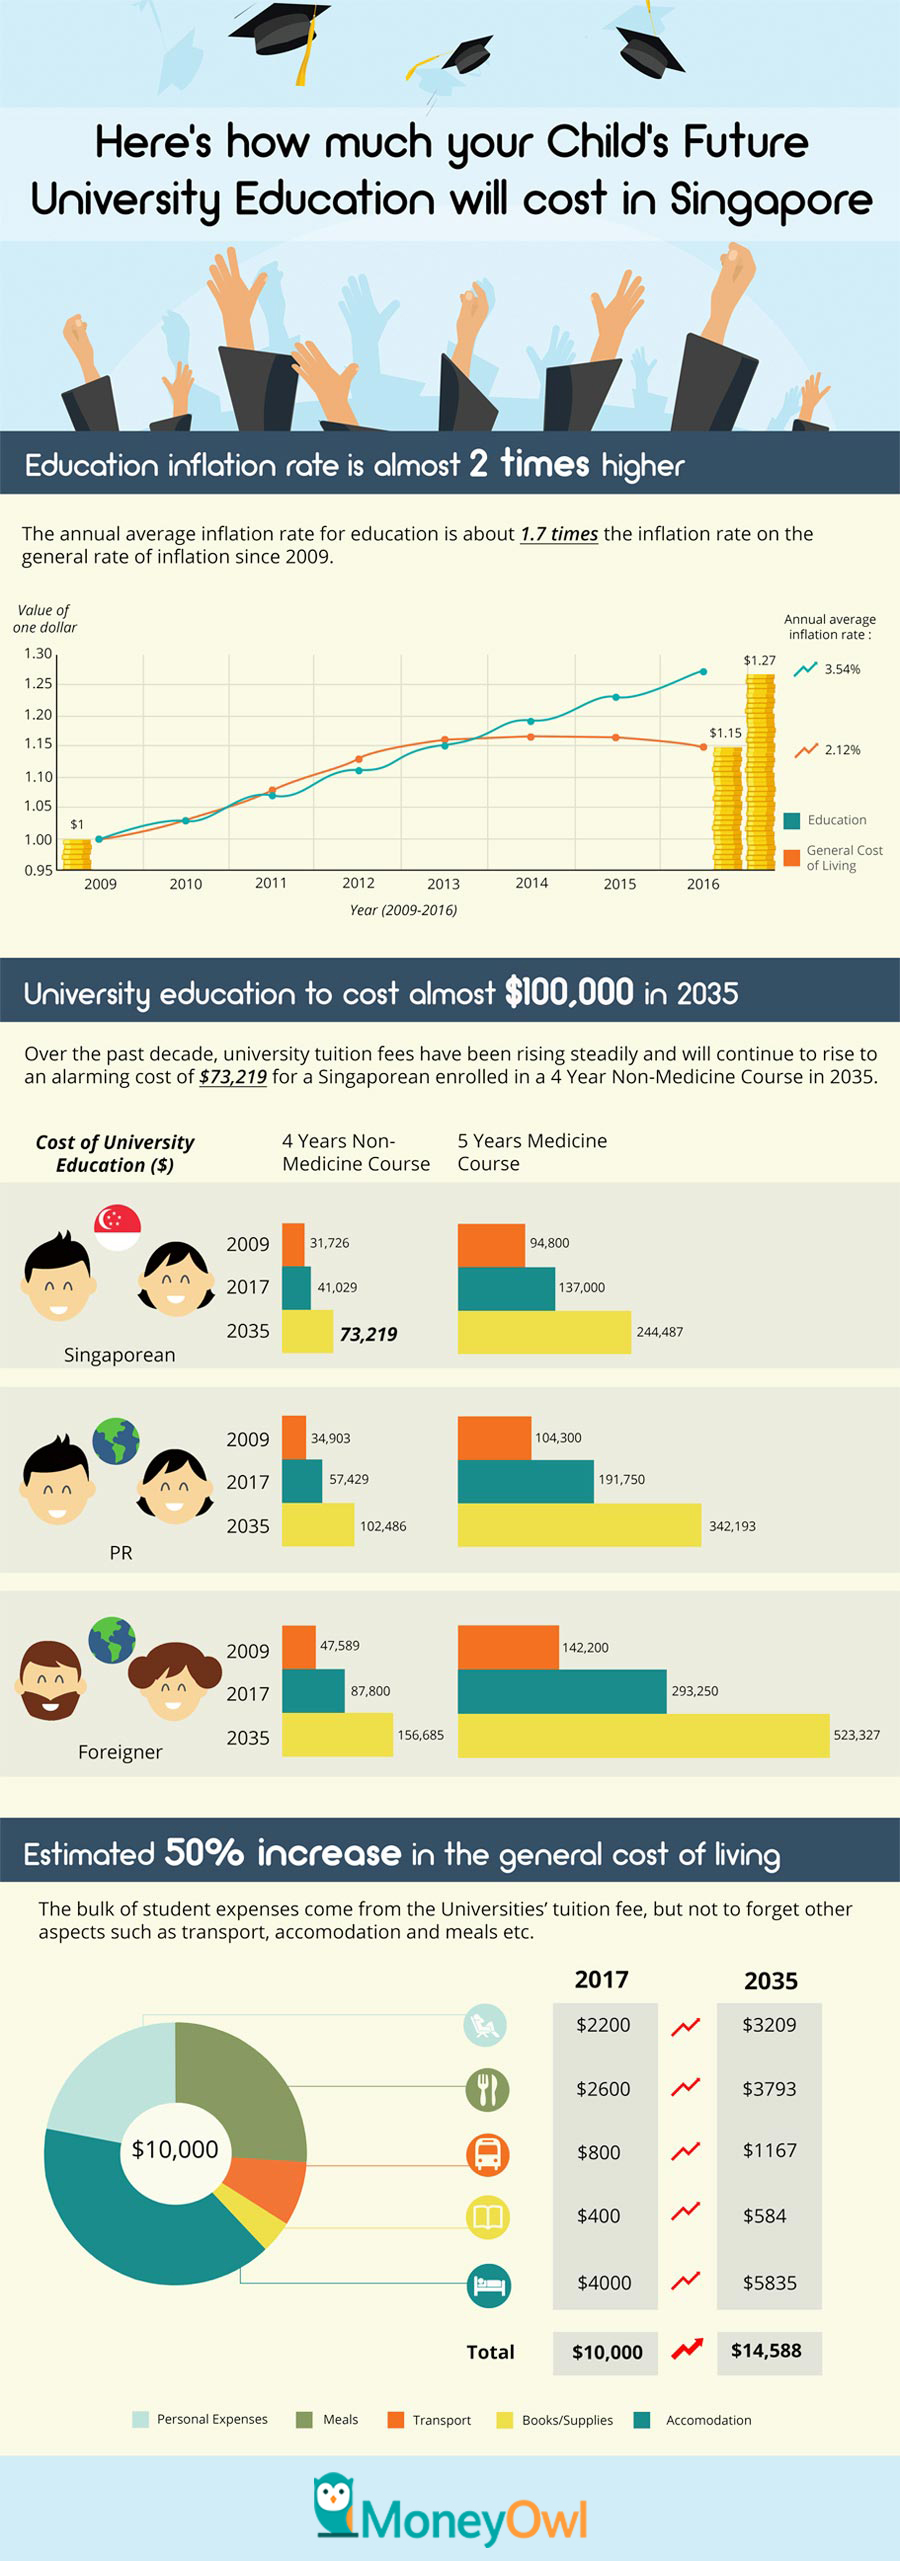 Here's how much your Child's Future
University Education will cost in Singapore
Education inflation rate is almost 2 times higher
The annual average inflation rate for education is about 1.7 times the inflation rate on the
general rate of inflation since 2009.
Value of
one dollar
Annual average
inflation rate :
1.30
1.25
1.20
1.15
1.10
1.05
1.00
0.95
$1
$1.15
$1.27
3.54%
2.12%
Education
General Cost
of Living
2009 2010 2011 2012 2013 2014 2015 2016
Year (2009-2016)
University education to cost almost $100,000 in 2035
Over the past decade, university tuition fees have been rising steadily and will continue to rise to
an alarming cost of $73,219 for a Singaporean enrolled in a 4 Year Non-Medicine Course in 2035.
Cost of University
Education ($)
4 Years Non-
Medicine Course
5 Years Medicine
Course
2009 31,726 94,800
2017 41,029 137,000
2035 73,219 244,487
Singaporean
2009 34,903 104,300
2017 57,429 191,750
2035 102,486 342,193
PR
2009 47,589 142,200
2017 87,800 293,250
2035 156,685 523,327
Foreigner
Estimated 50% increase in the general cost of living
The bulk of student expenses come from the Universities' tuition fee, but not to forget other
aspects such as transport, accomodation and meals etc.
2017 2035
$2200 $3209
$2600 $3793
$10,000
$800 $1167
$400 $584
$4000 $5835
Total $10,000 $14,588
Personal Expenses Meals Transport Books/Supplies Accomodation
MoneyOwl